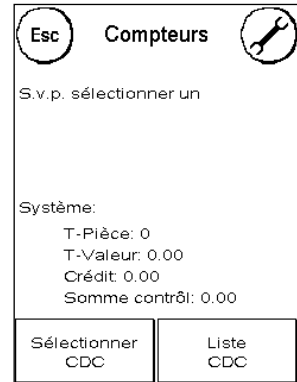 Esc
Compteurs
S.v.p. sélectionner un
Système:
T-Pièce: 0
T-Valeur: 0.00
Crédit: 0.00
Somme contrôl: 0.00
Sélectionner
CDC
Liste
CDC